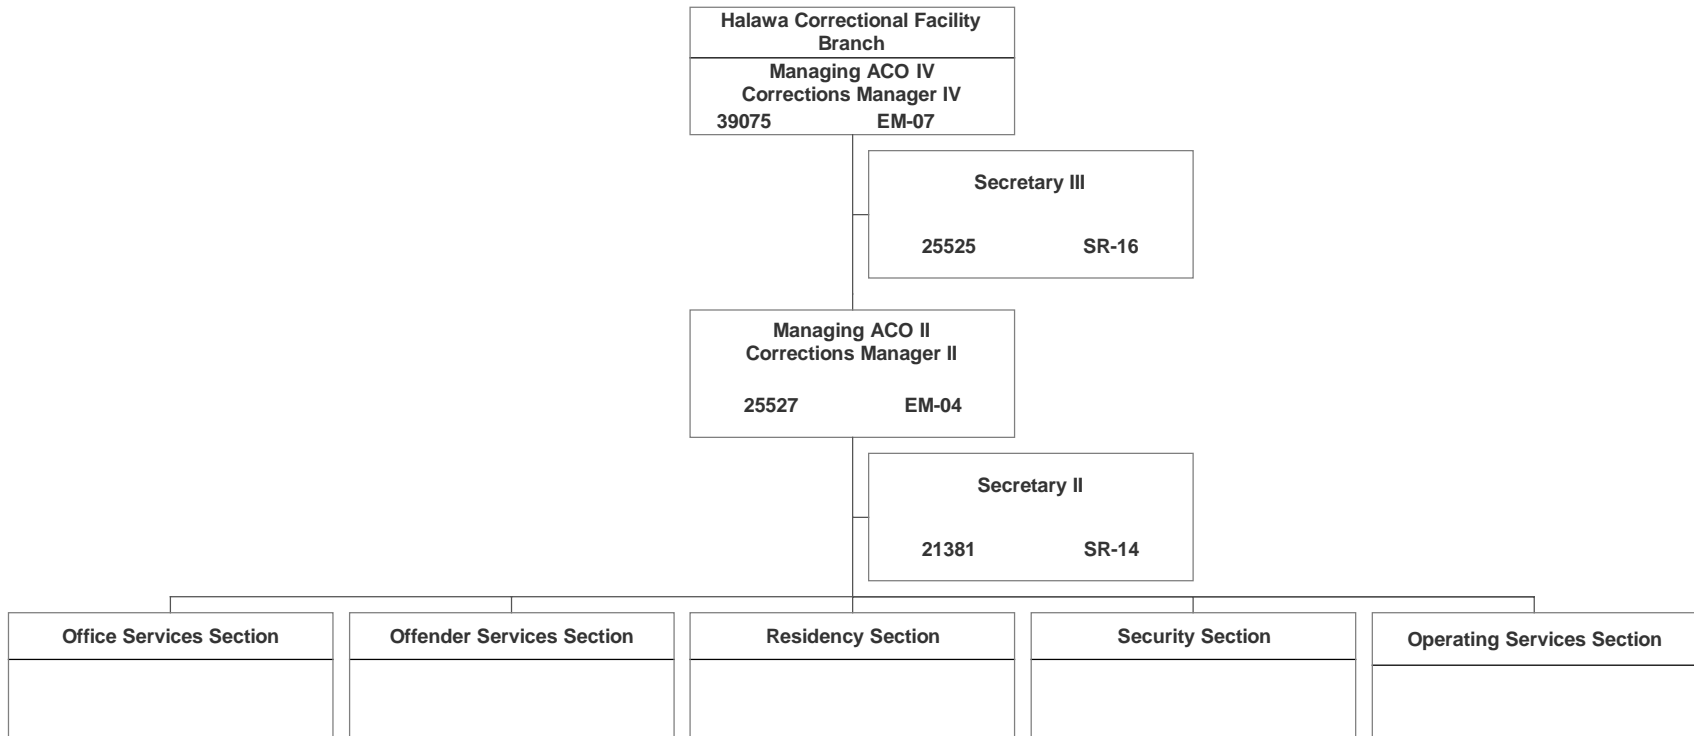 Halawa Correctional Facility
Branch
Managing ACO IV
Corrections Manager IV
39075 EM-07
Secretary III
25525 SR-16
Managing ACO II
Corrections Manager II
25527 EM-04
Secretary II
21381 SR-14
Office Services Section
Offender Services Section
Residency Section
Security Section
Operating Services Section